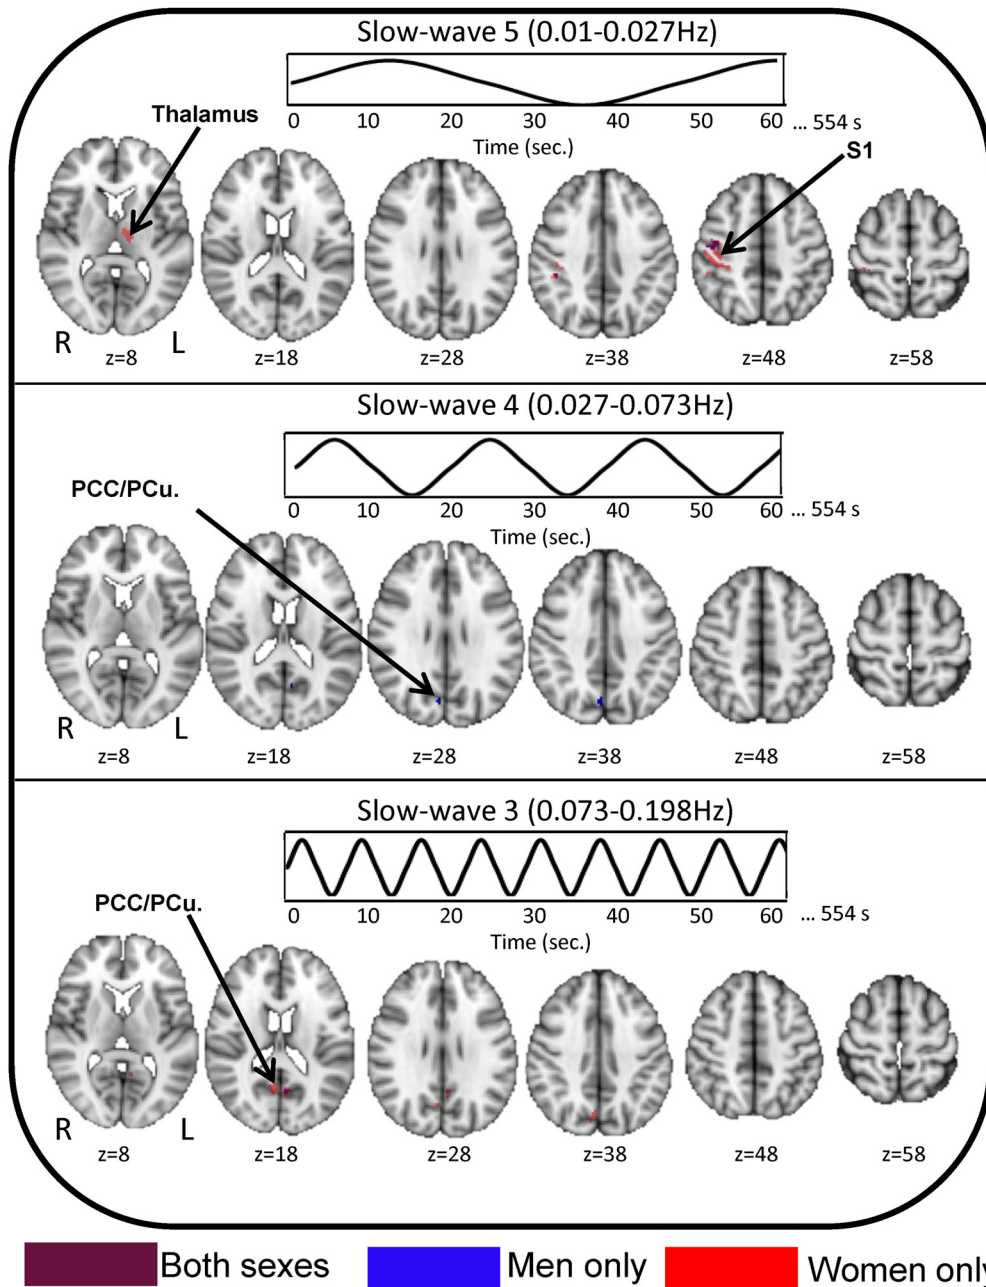 Slow-wave 5 (0.01-0.027Hz)
0 10 20 30 40 50 60 ... 554 s
Time (sec.)
Thalamus
S1
R L
z=8 z=18 z=28 z=38 z=48 z=58
Slow-wave 4 (0.027-0.073Hz)
0 10 20 30 40 50 60 ... 554 s
Time (sec.)
PCC/PCu.
R L
z=8 z=18 z=28 z=38 z=48 z=58
Slow-wave 3 (0.073-0.198Hz)
0 10 20 30 40 50 60 ... 554 s
Time (sec.)
PCC/PCu.
R L
z=8 z=18 z=28 z=38 z=48 z=58
Both sexes Men only Women only